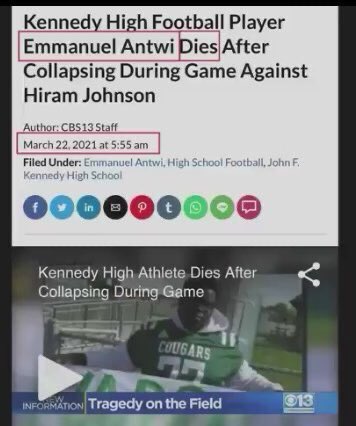 Kennedy High Football Player
Emmanuel Antwi Dies After
Collapsing During Game Against
Hiram Johnson
Author: CBS13 Staff
March 22, 2021 at 5:55 am
Filed Under: Emmanuel Antwi, High School Football, John F.
Kennedy High School
Kennedy High Athlete Dies After
Collapsing During Game
COUGARS
77
NEW
INFORMATION Tragedy on the Field
13